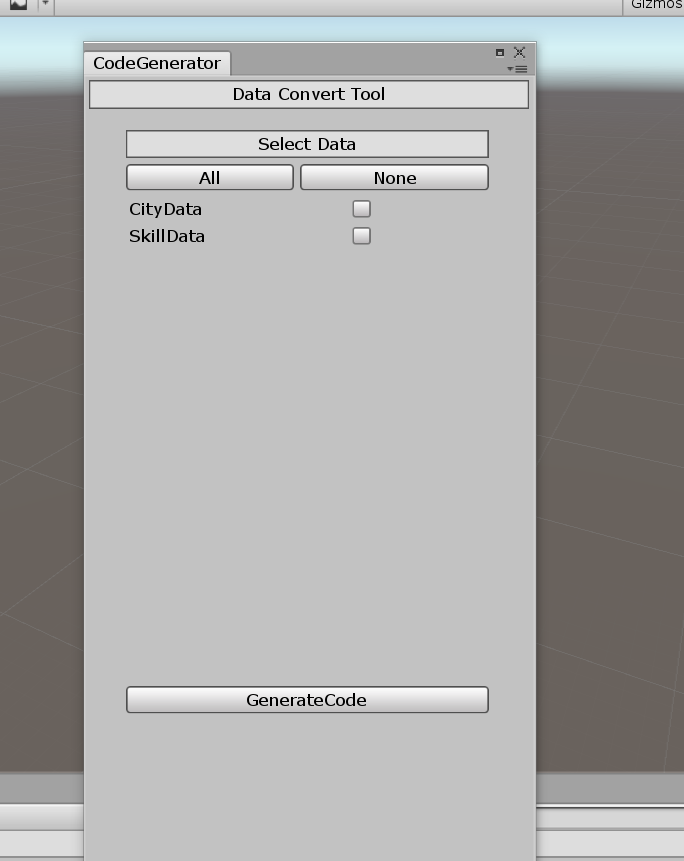 Gizmos
CodeGenerator
Data Convert Tool
Select Data
All None
CityData
SkillData
GenerateCode